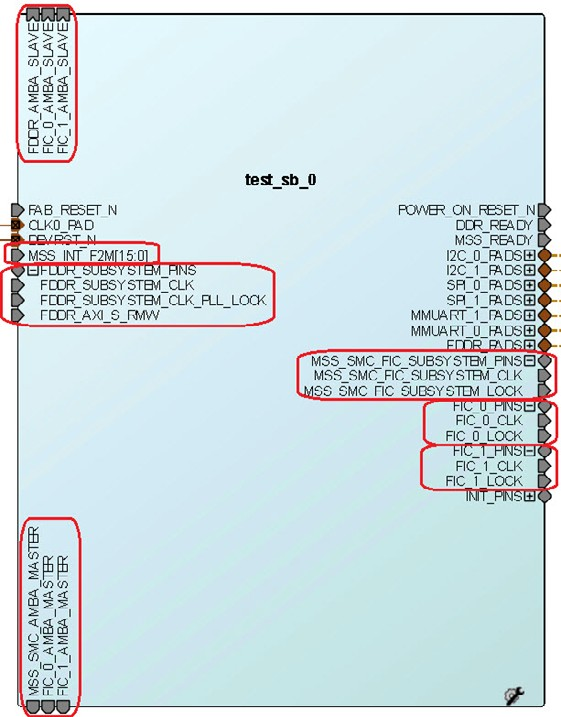 FDDR_AMBA_SLAVE
FIC_0_AMBA_SLAVE
FIC_1_AMBA_SLAVE
test_sb_0
FAB_RESET_N
CLK0_PAD
DEVRST_N
MSS_INT_F2M[15:0]
FDDR_SUBSYSTEM_PINS
FDDR_SUBSYSTEM_CLK
FDDR_SUBSYSTEM_CLK_PLL_LOCK
FDDR_AXI_S_RMW
POWER_ON_RESET_N
DDR_READY
MSS_READY
I2C_0_PADS
I2C_1_PADS
SPI_0_PADS
SPI_1_PADS
MMUART_1_PADS
MMUART_0_PADS
FDDR_PADS
MSS_SMC_FIC_SUBSYSTEM_PINS
MSS_SMC_FIC_SUBSYSTEM_CLK
MSS_SMC_FIC_SUBSYSTEM_LOCK
FIC_0_PINS
FIC_0_CLK
FIC_0_LOCK
FIC_1_PINS
FIC_1_CLK
FIC_1_LOCK
INIT_PINS
MSS_SMC_AMBA_MASTER
FIC_0_AMBA_MASTER
FIC_1_AMBA_MASTER